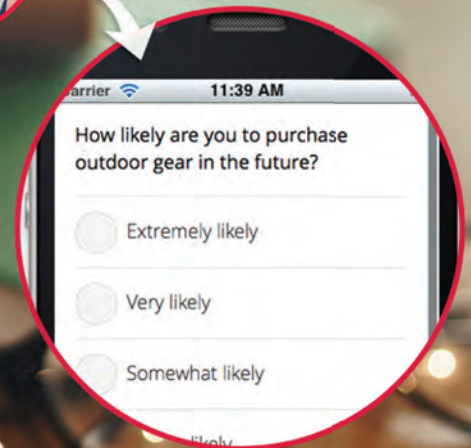 arrier 11:39 AM
How likely are you to purchase
outdoor gear in the future?
Extremely likely
Very likely
Somewhat likely
likely